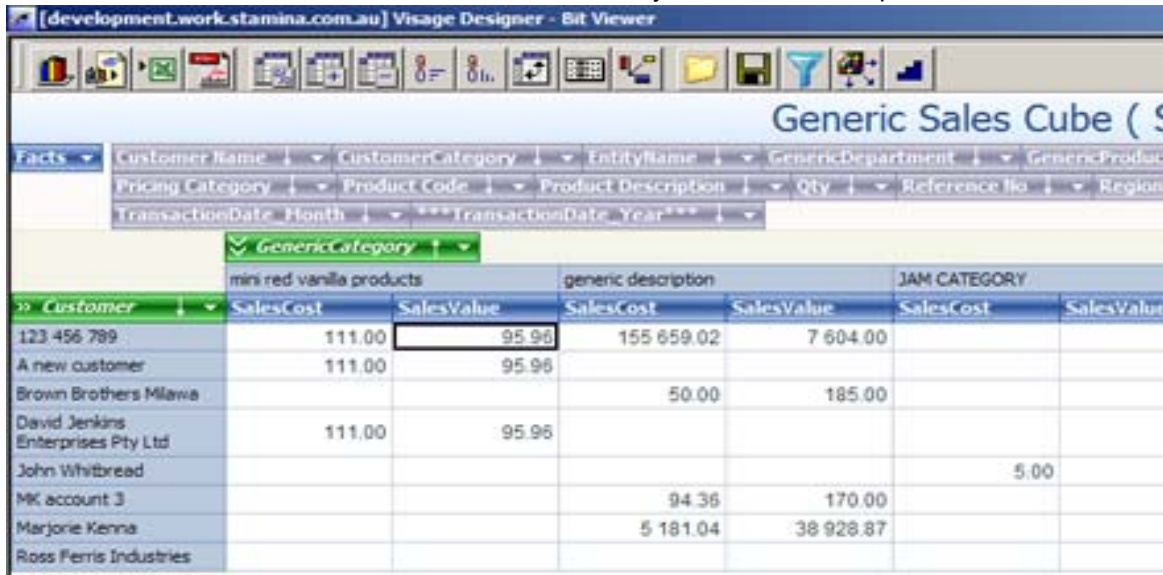 [development.work.stamina.com.au] Visage Designer - Bit Viewer
Generic Sales Cube ( S
Facts Customer Name CustomerCategory EntityName GenericDepartment GenericProduc
Pricing Category Product Code Product Description Qty Reference No Region
TransactionDate_Month ***TransactionDate_Year***
GenericCategory
mini red vanilla products generic description JAM CATEGORY
» Customer SalesCost SalesValue SalesCost SalesValue SalesCost SalesValue
123 456 789 111.00 95.96 155 659.02 7 604.00
A new customer 111.00 95.96
Brown Brothers Milawa 50.00 185.00
David Jenkins
Enterprises Pty Ltd 111.00 95.96
John Whitbread 5.00
MK account 3 94.36 170.00
Marjorie Kenna 5 181.04 38 928.87
Ross Ferris Industries